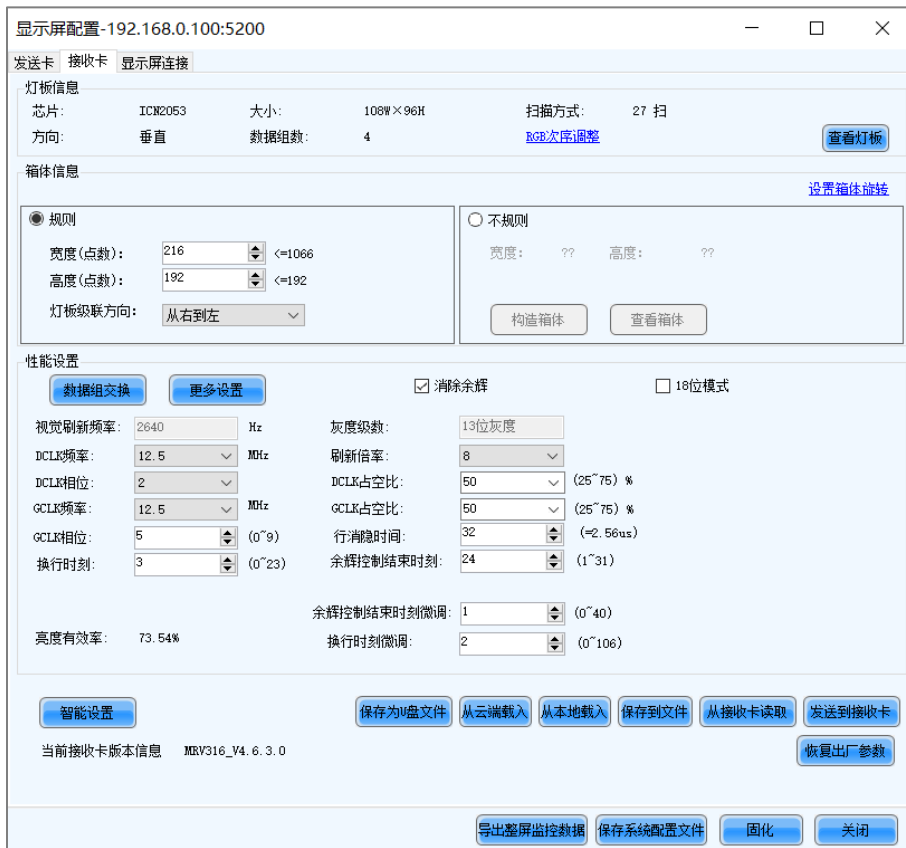 显示屏配置-192.168.0.100:5200
发送卡 接收卡 显示屏连接
灯板信息
芯片: ICN2053 大小: 108W×96H 扫描方式: 27 扫
方向: 垂直 数据组数: 4 RGB次序调整 查看灯板
箱体信息
设置箱体旋转
规则 不规则
宽度(点数): 216 <=1066 宽度: ?? 高度: ??
高度(点数): 192 <=192
灯板级联方向: 从右到左 构造箱体 查看箱体
性能设置
数据组交换 更多设置 消除余辉 18位模式
视觉刷新频率: 2640 Hz 灰度级数: 13位灰度
DCLK频率: 12.5 MHz 刷新倍率: 8
DCLK相位: 2 DCLK占空比: 50 (25~75) %
GCLK频率: 12.5 MHz GCLK占空比: 50 (25~75) %
GCLK相位: 5 (0~9) 行消隐时间: 32 (=2.56us)
换行时刻: 3 (0~23) 余辉控制结束时刻: 24 (1~31)
余辉控制结束时刻微调: 1 (0~40)
亮度有效率: 73.54% 换行时刻微调: 2 (0~106)
智能设置 保存为U盘文件 从云端载入 从本地载入 保存到文件 从接收卡读取 发送到接收卡
当前接收卡版本信息 MRV316_V4.6.3.0 恢复出厂参数
导出整屏监控数据 保存系统配置文件 固化 关闭